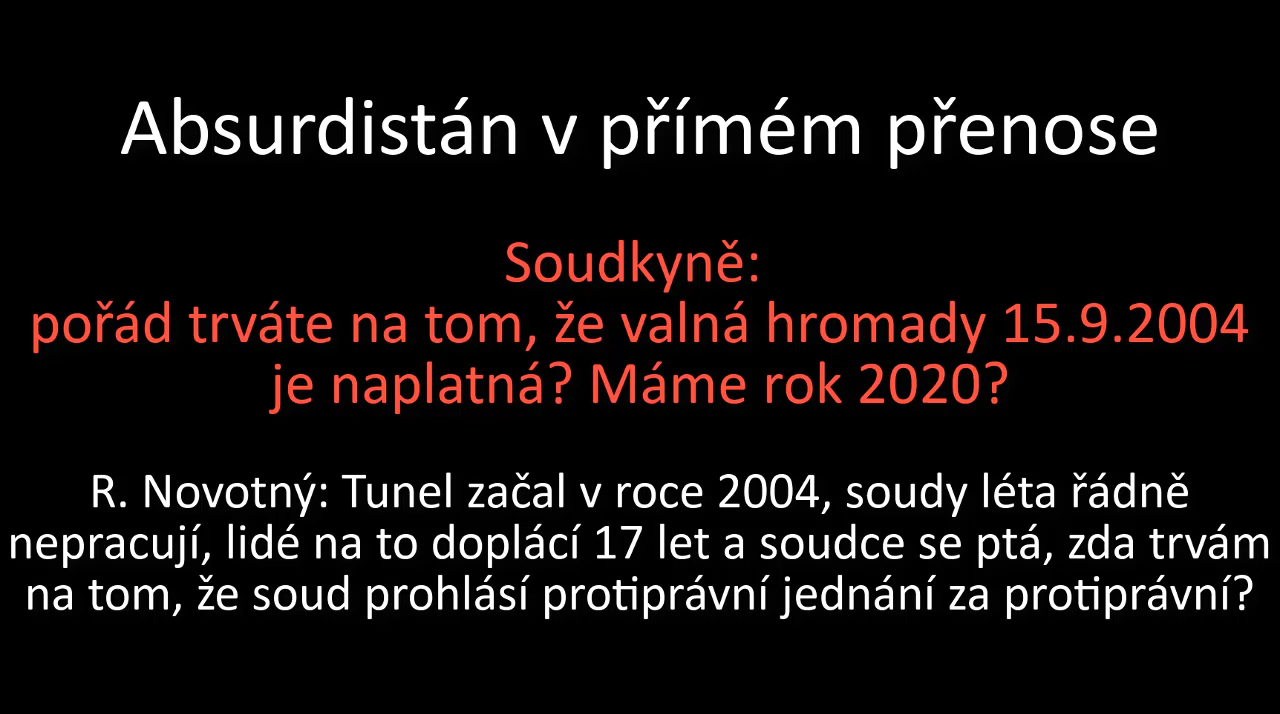 Absurdistán v přímém přenose
Soudkyně:
pořád trváte na tom, že valná hromady 15.9.2004
je naplatná? Máme rok 2020?
R. Novotný: Tunel začal v roce 2004, soudy léta řádně
nepracují, lidé na to doplácí 17 let a soudce se ptá, zda trvám
na tom, že soud prohlásí protiprávní jednání za protiprávní?